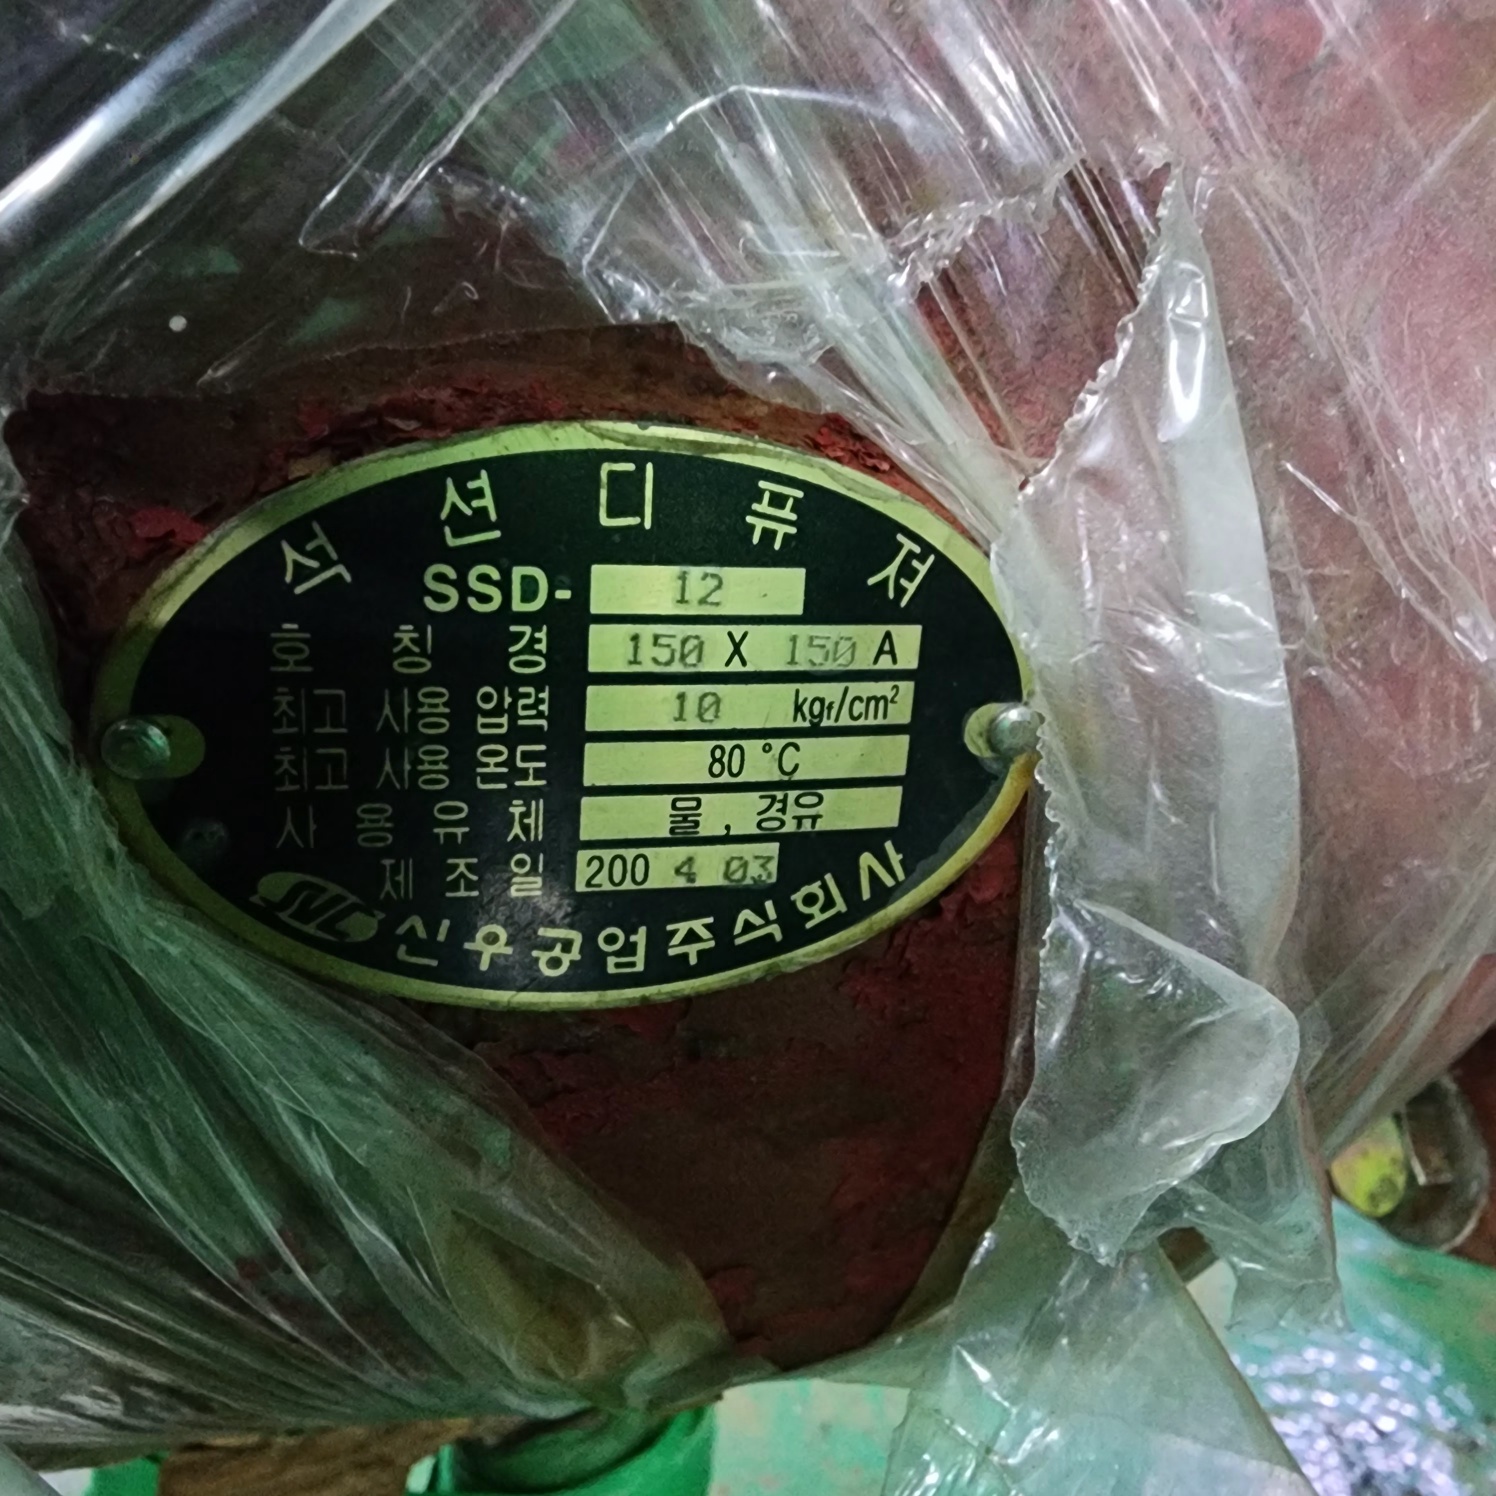 석션디퓨져
SSD- 12
호칭경 150 X 150 A
최고 사용 압력 10 kgf/cm²
최고 사용 온도 80 °C
사용유체 물, 경유
제조일 200 4 03
SIC 신우공업주식회사